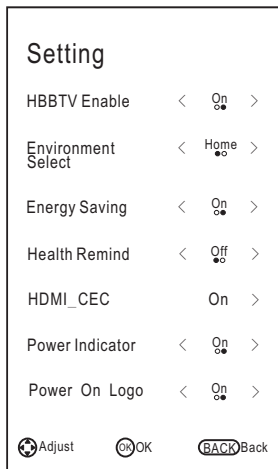 Setting
HBBTV Enable < On >
Environment < Home >
Select
Energy Saving < On >
Health Remind < Off >
HDMI_CEC On >
Power Indicator < On >
Power On Logo < On >
Adjust OK OK BACK Back